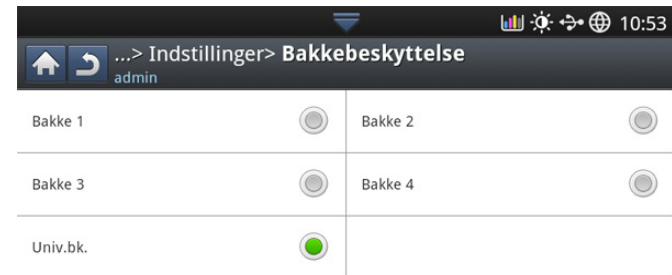 10:53
...> Indstillinger> Bakkebeskyttelse
admin
Bakke 1
Bakke 2
Bakke 3
Bakke 4
Univ.bk.